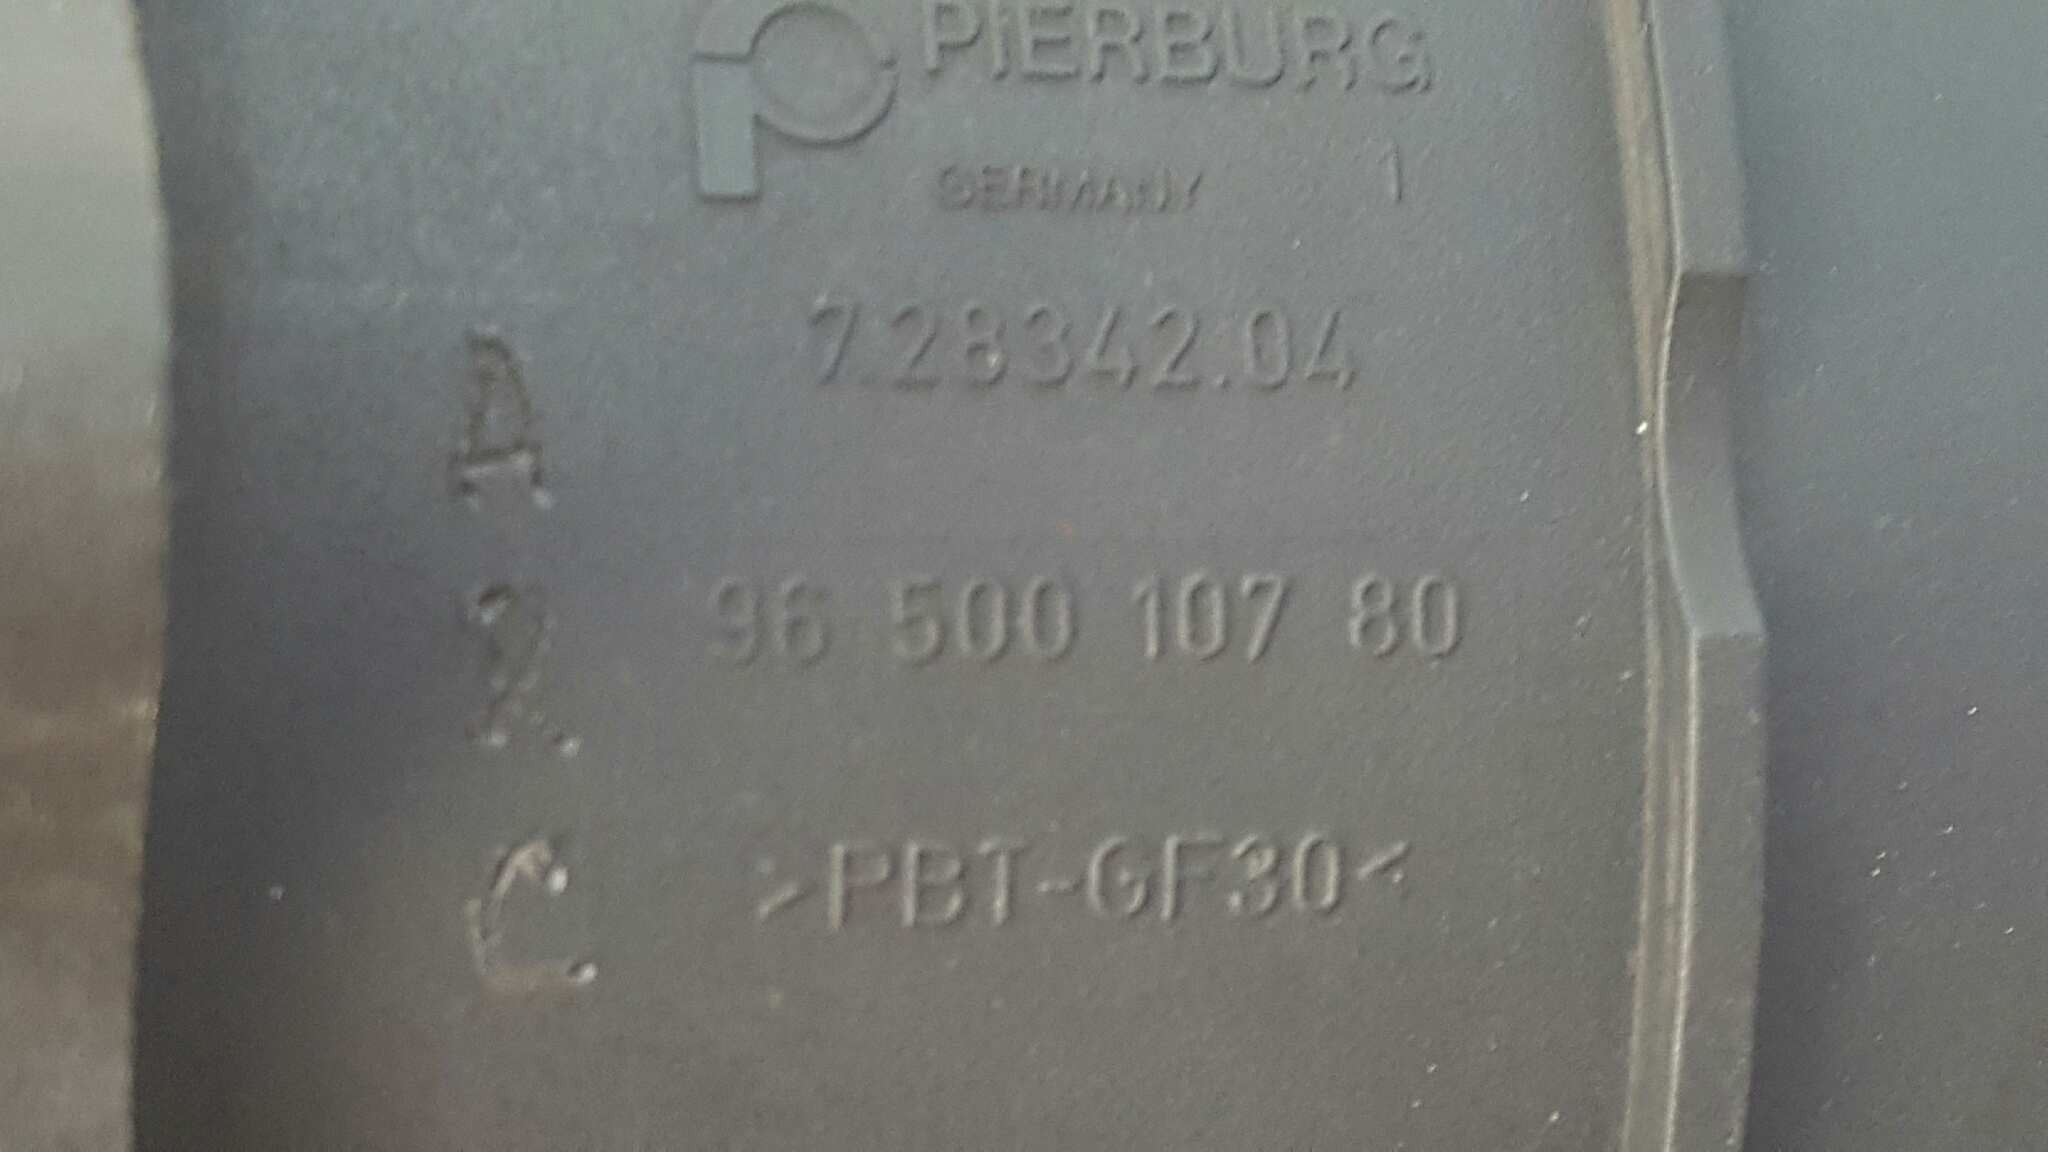 PIERBURG
GERMANY 1
7.28342.04
96 500 107 80
>PBT-GF30<
A
R
C